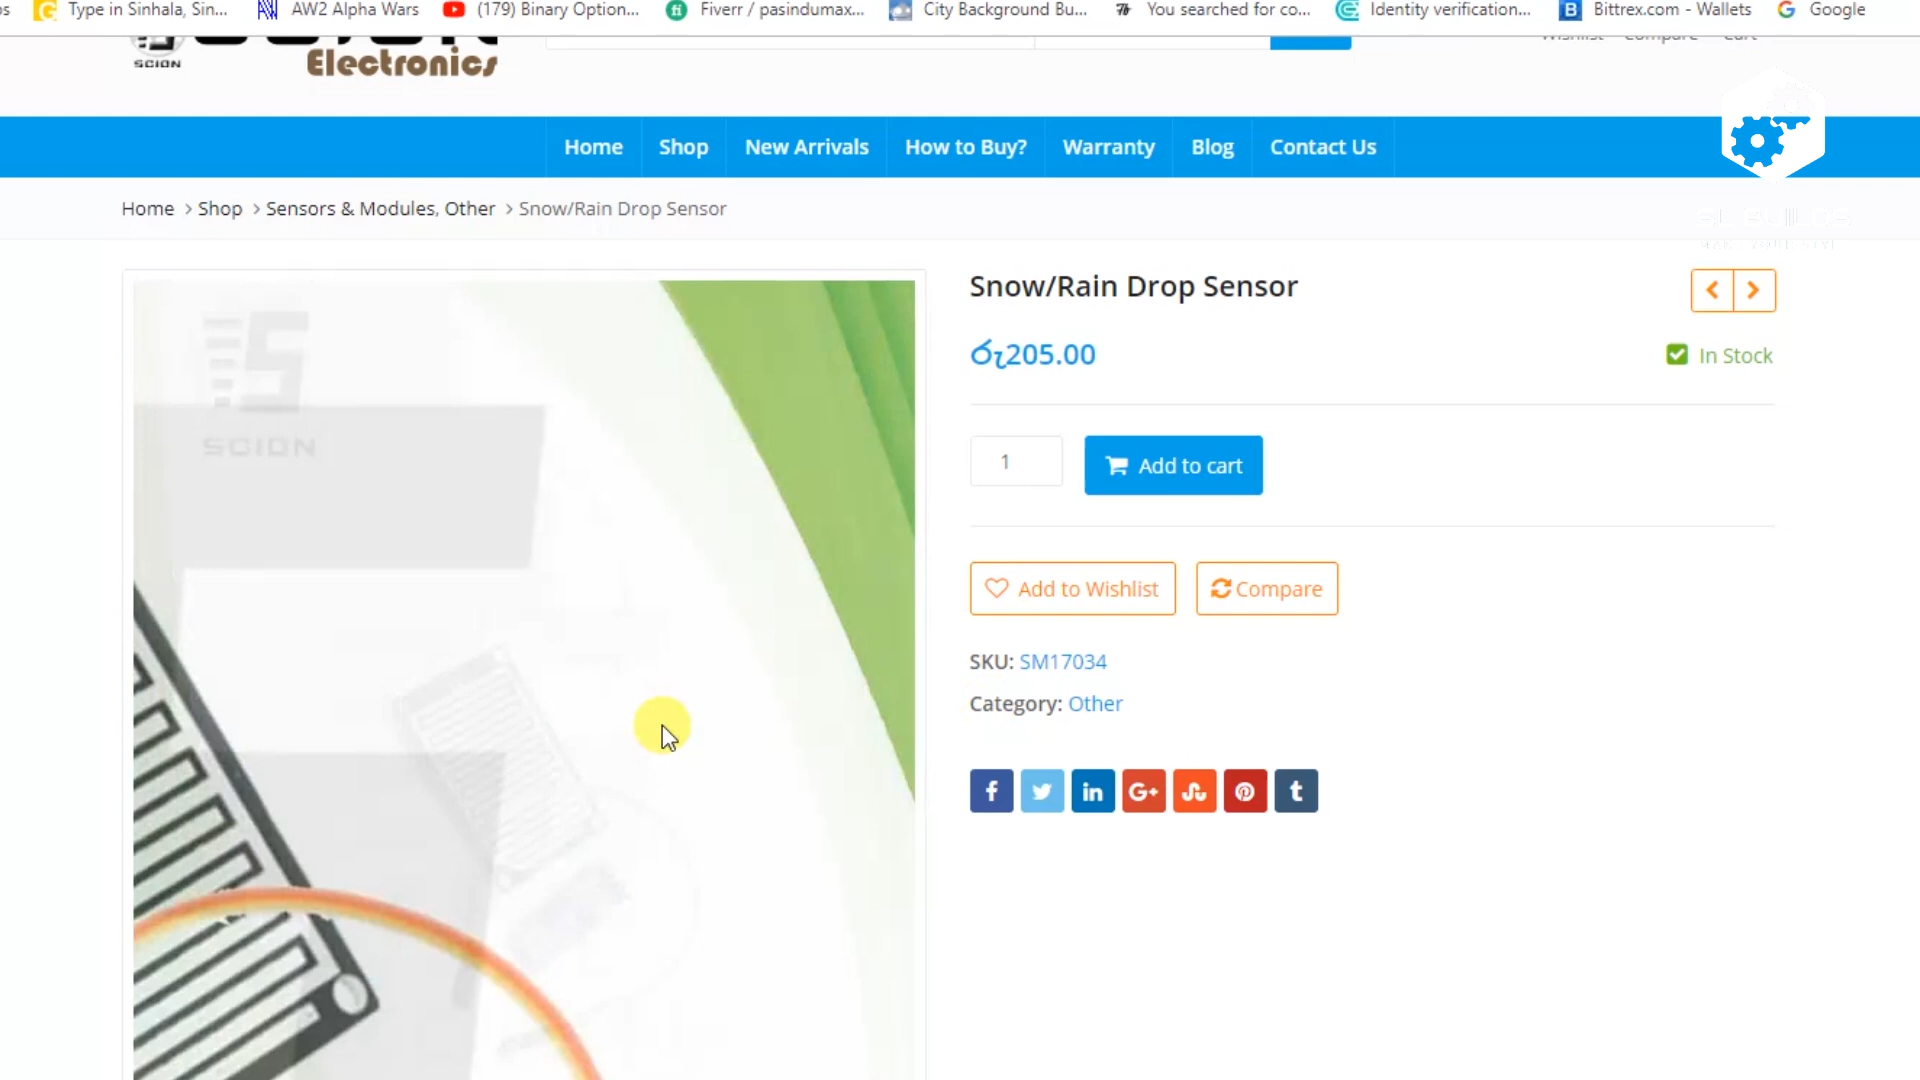 Type in Sinhala, Sin...
AW2 Alpha Wars
(179) Binary Option...
Fiverr / pasindumax...
City Background Bu...
You searched for co...
Identity verification...
Bittrex.com - Wallets
Google
SCION
Electronics
Wishlist Compare Cart
Home
Shop
New Arrivals
How to Buy?
Warranty
Blog
Contact Us
Home > Shop > Sensors & Modules, Other > Snow/Rain Drop Sensor
SCION
Snow/Rain Drop Sensor
රු205.00
In Stock
1
Add to cart
Add to Wishlist
Compare
SKU: SM17034
Category: Other